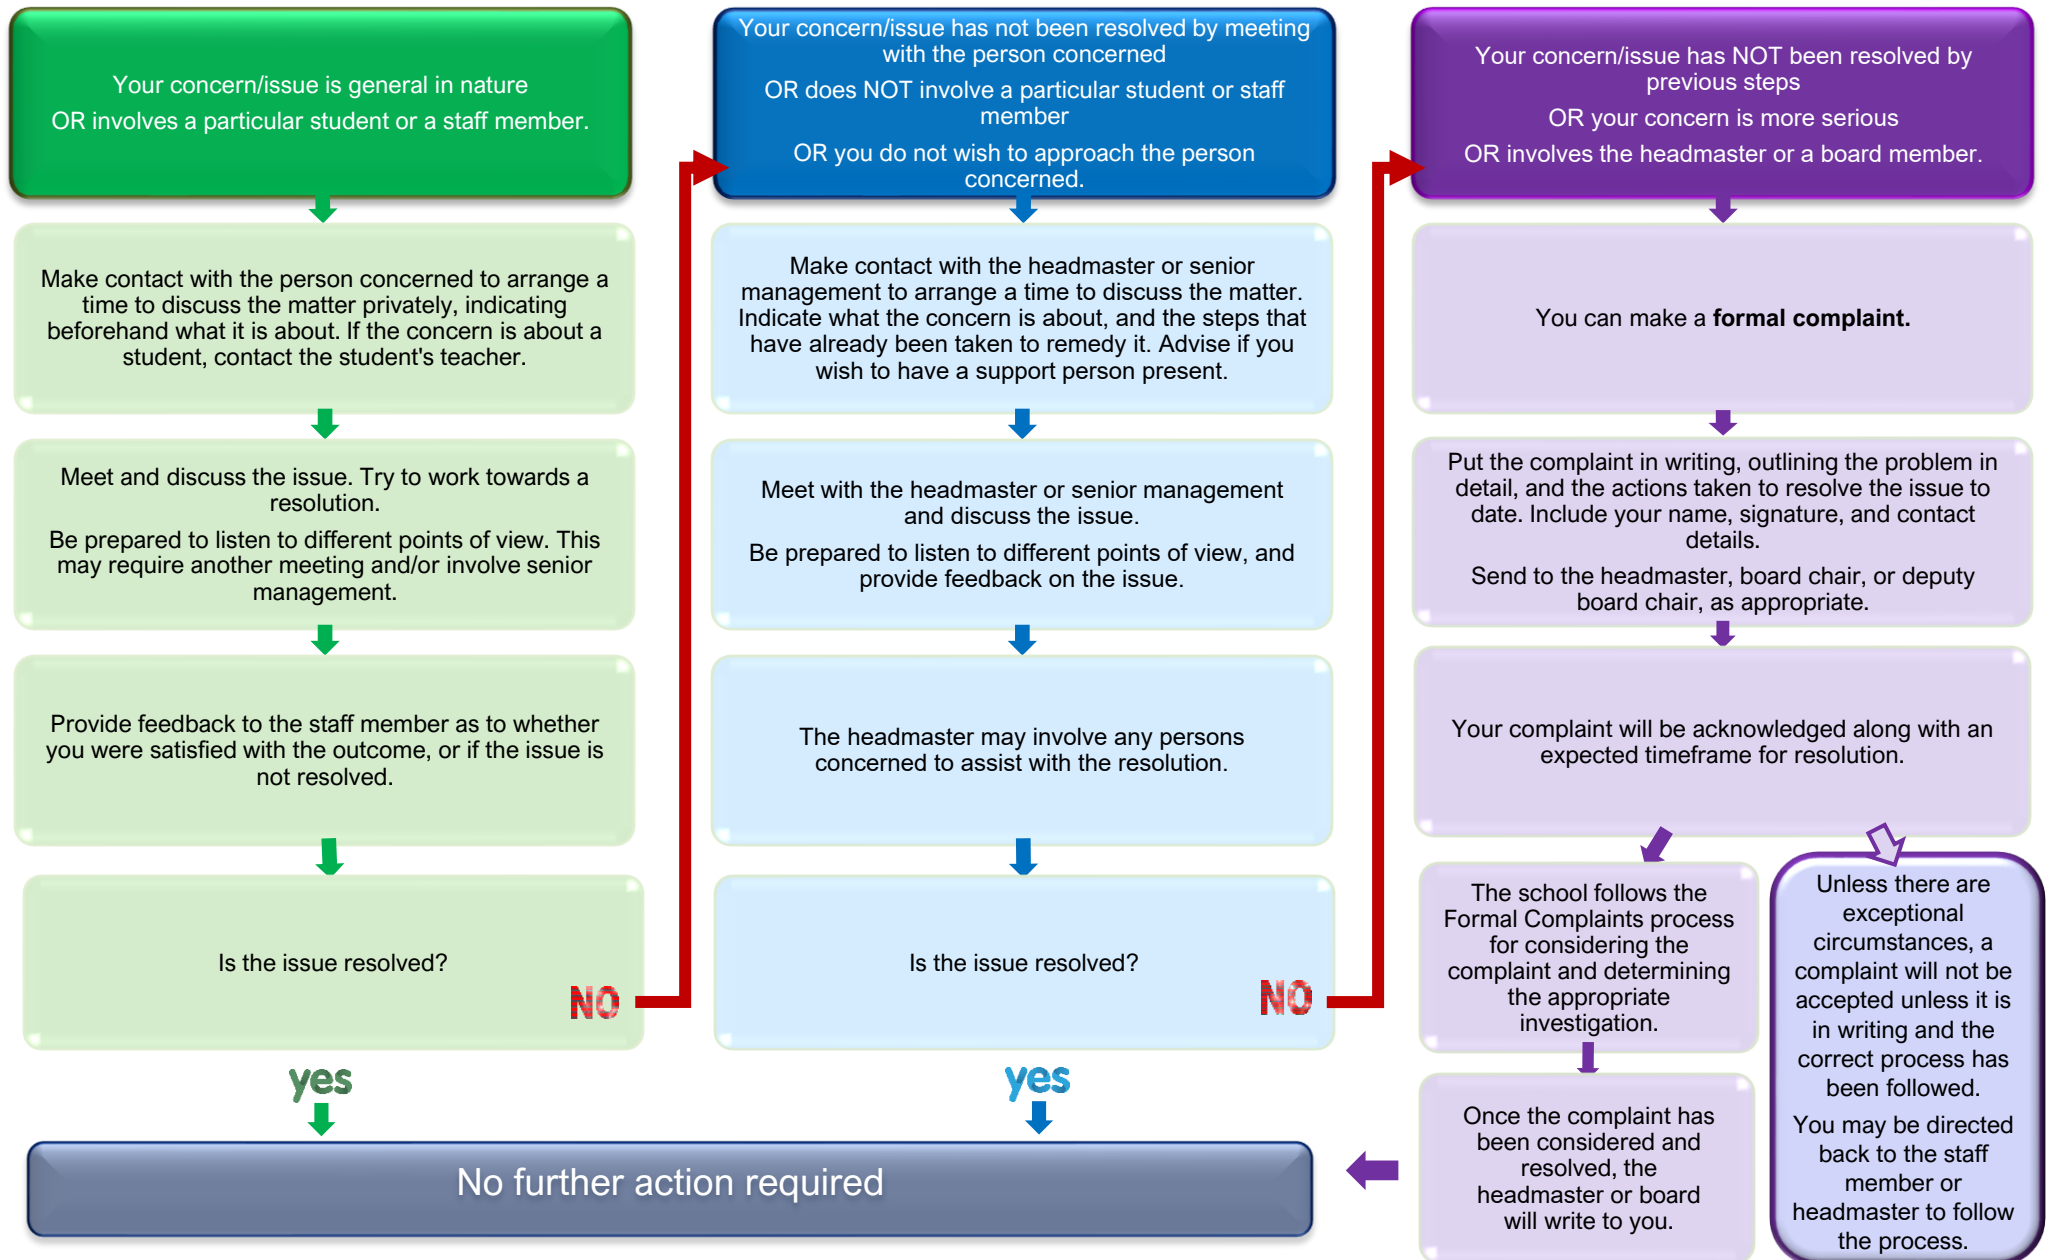 Your concern/issue is general in nature
OR involves a particular student or a staff member.
Make contact with the person concerned to arrange a
time to discuss the matter privately, indicating
beforehand what it is about. If the concern is about a
student, contact the student's teacher.
Meet and discuss the issue. Try to work towards a
resolution.
Be prepared to listen to different points of view. This
may require another meeting and/or involve senior
management.
Provide feedback to the staff member as to whether
you were satisfied with the outcome, or if the issue is
not resolved.
Is the issue resolved?
NO
yes
Your concern/issue has not been resolved by meeting
with the person concerned
OR does NOT involve a particular student or staff
member
OR you do not wish to approach the person
concerned.
Make contact with the headmaster or senior
management to arrange a time to discuss the matter.
Indicate what the concern is about, and the steps that
have already been taken to remedy it. Advise if you
wish to have a support person present.
Meet with the headmaster or senior management
and discuss the issue.
Be prepared to listen to different points of view, and
provide feedback on the issue.
The headmaster may involve any persons
concerned to assist with the resolution.
Is the issue resolved?
NO
yes
Your concern/issue has NOT been resolved by
previous steps
OR your concern is more serious
OR involves the headmaster or a board member.
You can make a formal complaint.
Put the complaint in writing, outlining the problem in
detail, and the actions taken to resolve the issue to
date. Include your name, signature, and contact
details.
Send to the headmaster, board chair, or deputy
board chair, as appropriate.
Your complaint will be acknowledged along with an
expected timeframe for resolution.
The school follows the
Formal Complaints process
for considering the
complaint and determining
the appropriate
investigation.
Once the complaint has
been considered and
resolved, the
headmaster or board
will write to you.
Unless there are
exceptional
circumstances, a
complaint will not be
accepted unless it is
in writing and the
correct process has
been followed.
You may be directed
back to the staff
member or
headmaster to follow
the process.
No further action required